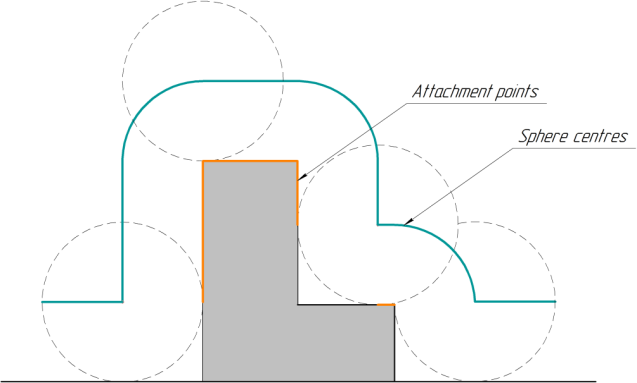 Attachment points
Sphere centres